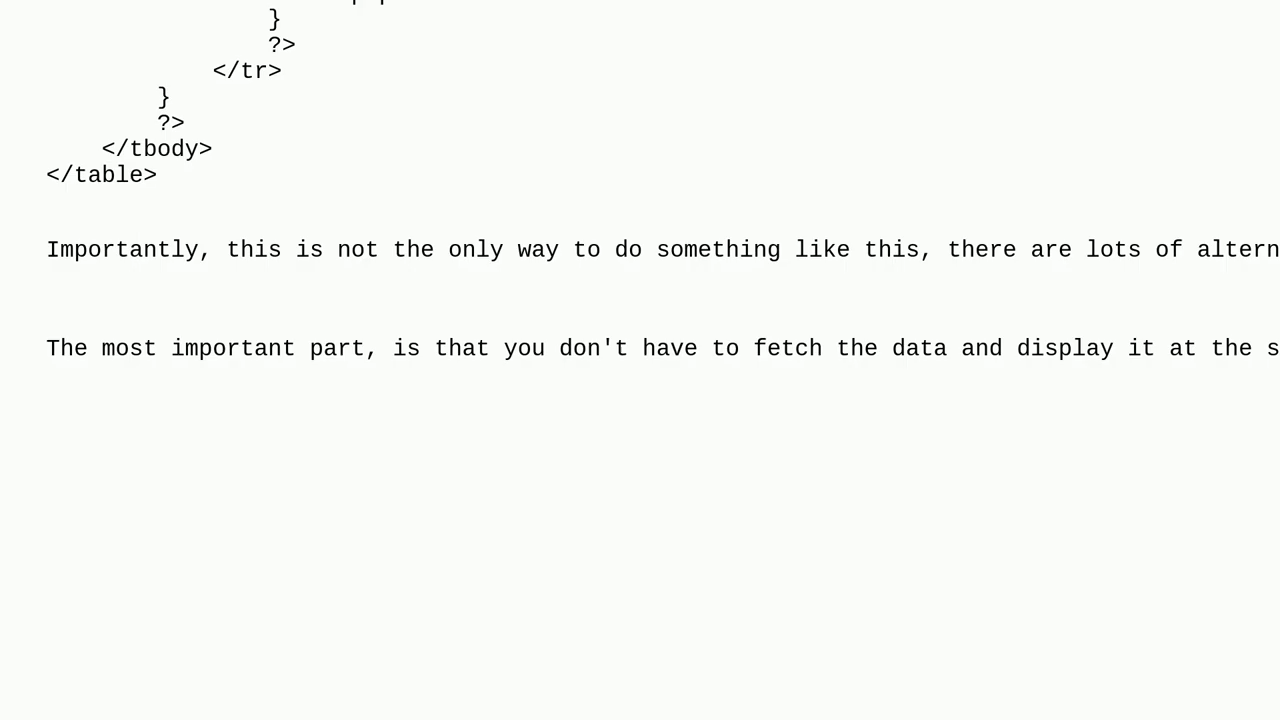 }
?>
</tr>
}
?>
</tbody>
</table>
Importantly, this is not the only way to do something like this, there are lots of altern
The most important part, is that you don't have to fetch the data and display it at the s